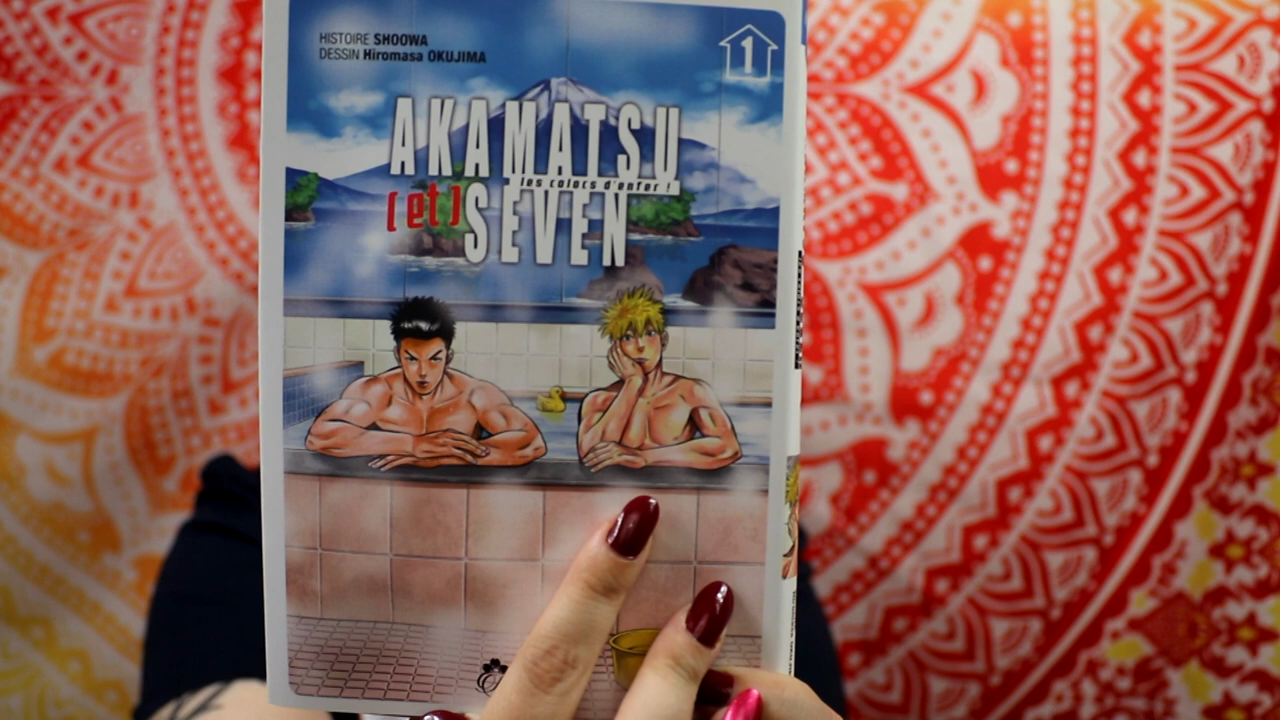 HISTOIRE SHOOWA
DESSIN Hiromasa OKUJIMA
1
AKAMATSU
les colocs d'enfer !
(et) SEVEN